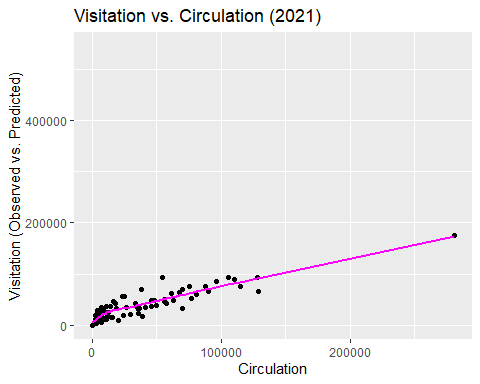 Visitation vs. Circulation (2021)
Visitation (Observed vs. Predicted)
400000
200000
0
0
100000
200000
Circulation